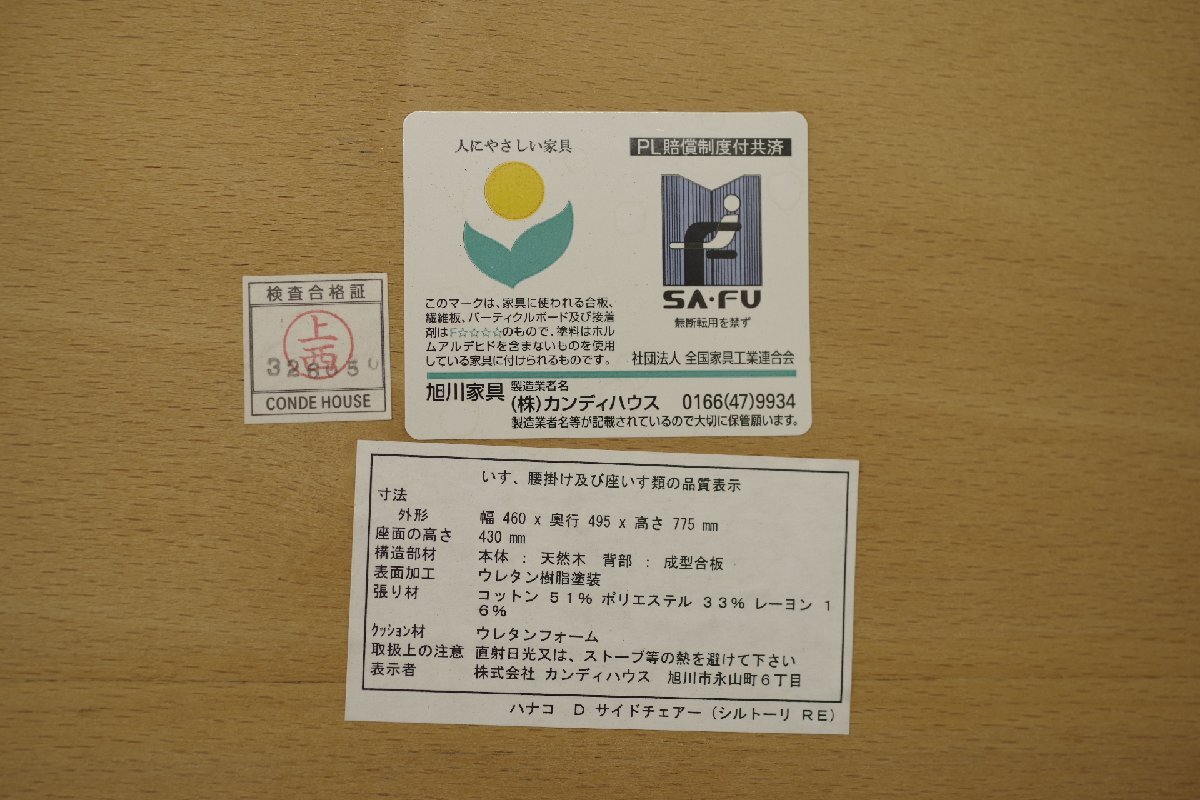 検査合格証
上西
CONDE HOUSE
人にやさしい家具
このマークは、家具に使われる合板、
繊維板、パーティクルボード及び接着
剤はF☆☆☆☆のもので、塗料はホル
ムアルデヒドを含まないものを使用
している家具に付けられるものです。
PL賠償制度付共済
SA・FU
無断転用を禁ず
社団法人 全国家具工業連合会
旭川家具
製造業者名
(株)カンディハウス 0166(47)9934
製造業者名等が記載されているので大切に保管願います。
いす、腰掛け及び座いす類の品質表示
寸法
外形 幅 460 x 奥行 495 x 高さ 775 mm
座面の高さ 430 mm
構造部材 本体 : 天然木 背部 : 成型合板
表面加工 ウレタン樹脂塗装
張り材 コットン 51% ポリエステル 33% レーヨン 1
6%
クッション材 ウレタンフォーム
取扱上の注意 直射日光又は、ストーブ等の熱を避けて下さい
表示者 株式会社 カンディハウス 旭川市永山町6丁目
ハナコ D サイドチェアー(シルトーリ RE)